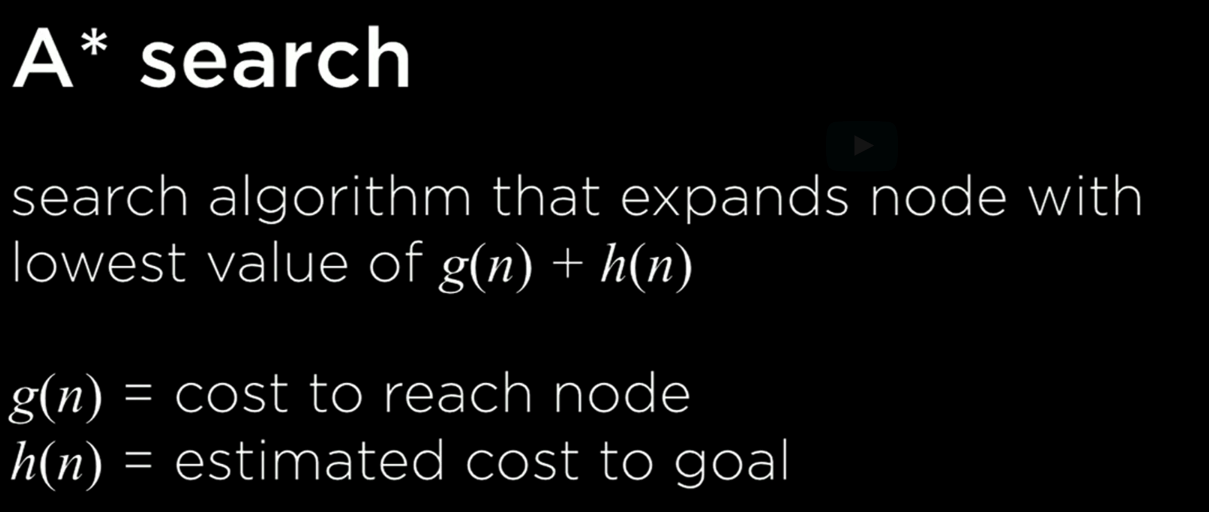 A* search
search algorithm that expands node with
lowest value of g(n) + h(n)
g(n) = cost to reach node
h(n) = estimated cost to goal